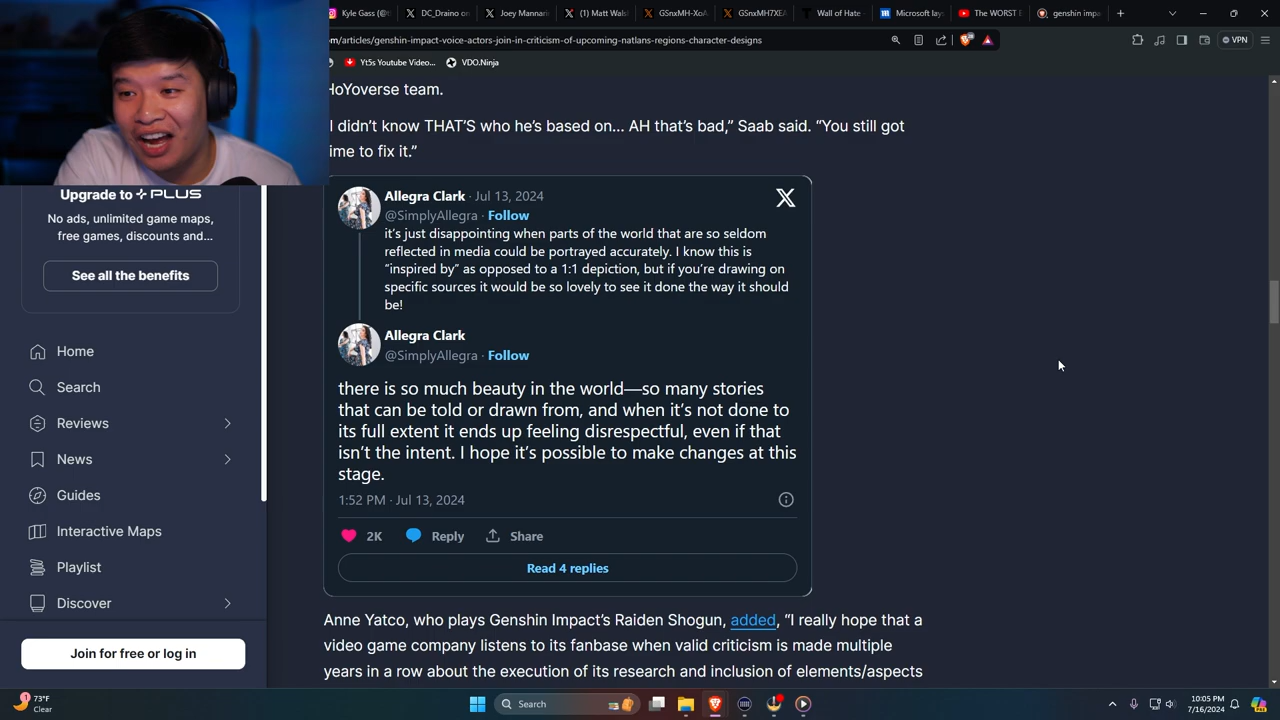 Kyle Gass (@t
DC_Draino on
Joey Mannari
(1) Matt Wals
GSnxMH-XoA
GSnxMH7XEA
Wall of Hate
Microsoft lay
The WORST E
genshin impa
VPN
m/articles/genshin-impact-voice-actors-join-in-criticism-of-upcoming-natlans-regions-character-designs
Yt5s Youtube Video...
VDO.Ninja
HoYoverse team.
I didn't know THAT'S who he's based on... AH that's bad,” Saab said. “You still got
ime to fix it.”
Upgrade to PLUS
No ads, unlimited game maps,
free games, discounts and...
See all the benefits
Home
Search
Reviews
News
Guides
Interactive Maps
Playlist
Discover
Join for free or log in
Allegra Clark · Jul 13, 2024
@SimplyAllegra · Follow
it's just disappointing when parts of the world that are so seldom
reflected in media could be portrayed accurately. I know this is
“inspired by” as opposed to a 1:1 depiction, but if you're drawing on
specific sources it would be so lovely to see it done the way it should
be!
Allegra Clark
@SimplyAllegra · Follow
there is so much beauty in the world—so many stories
that can be told or drawn from, and when it's not done to
its full extent it ends up feeling disrespectful, even if that
isn't the intent. I hope it's possible to make changes at this
stage.
1:52 PM · Jul 13, 2024
2K
Reply
Share
Read 4 replies
Anne Yatco, who plays Genshin Impact's Raiden Shogun, added, “I really hope that a
video game company listens to its fanbase when valid criticism is made multiple
years in a row about the execution of its research and inclusion of elements/aspects
1
73°F
Clear
Search
10:05 PM
7/16/2024